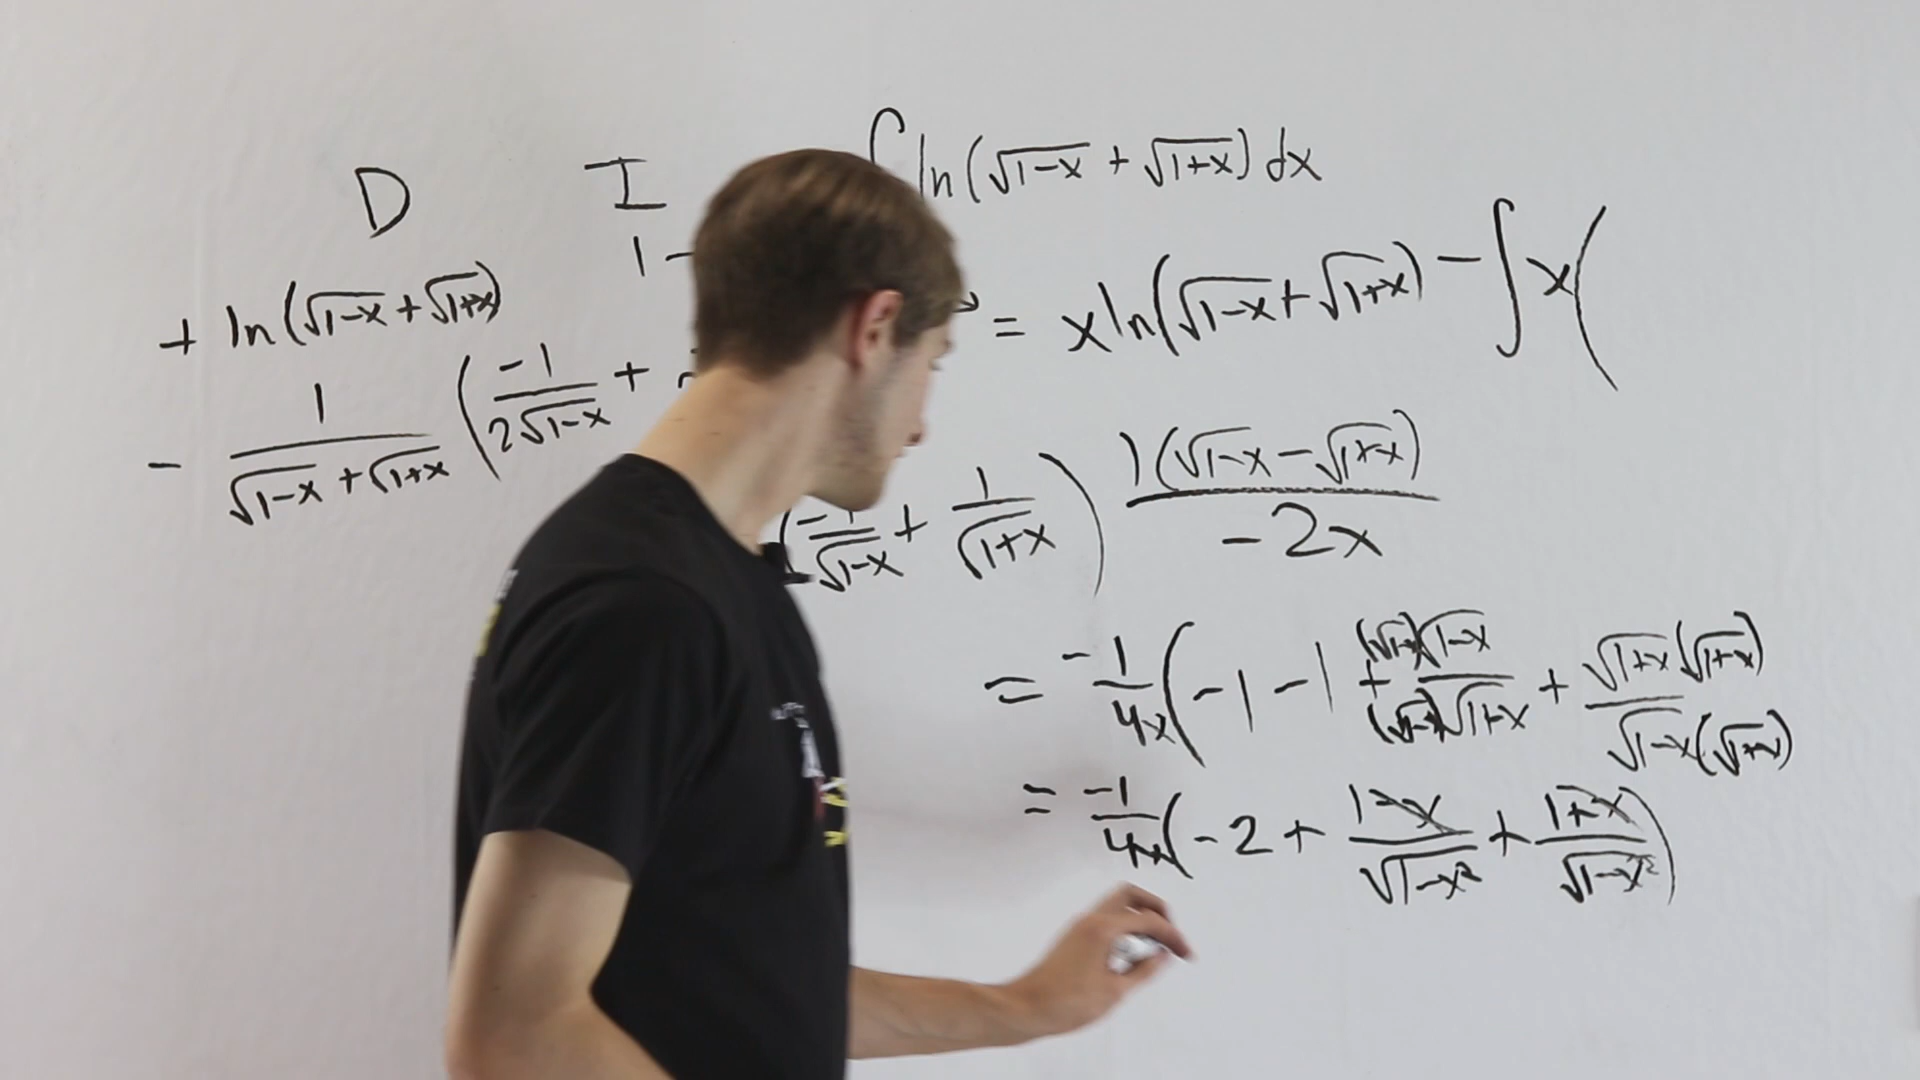 ∫ ln(√1-x + √1+x) dx
D I
+ ln(√1-x + √1+x) 1
- 1/(√1-x + √1+x) (-1/(2√1-x) +
= x ln(√1-x + √1+x) - ∫ x(
(-1/√1-x + 1/√1+x) 1(√1-x - √1+x)/-2x
= -1/4x (-1 -1 + (√1-x)√1-x/(√1-x)√1+x + √1+x(√1+x)/√1-x(√1+x)
= -1/4x (-2 + 1-x/√1-x² + 1+x/√1-x²)